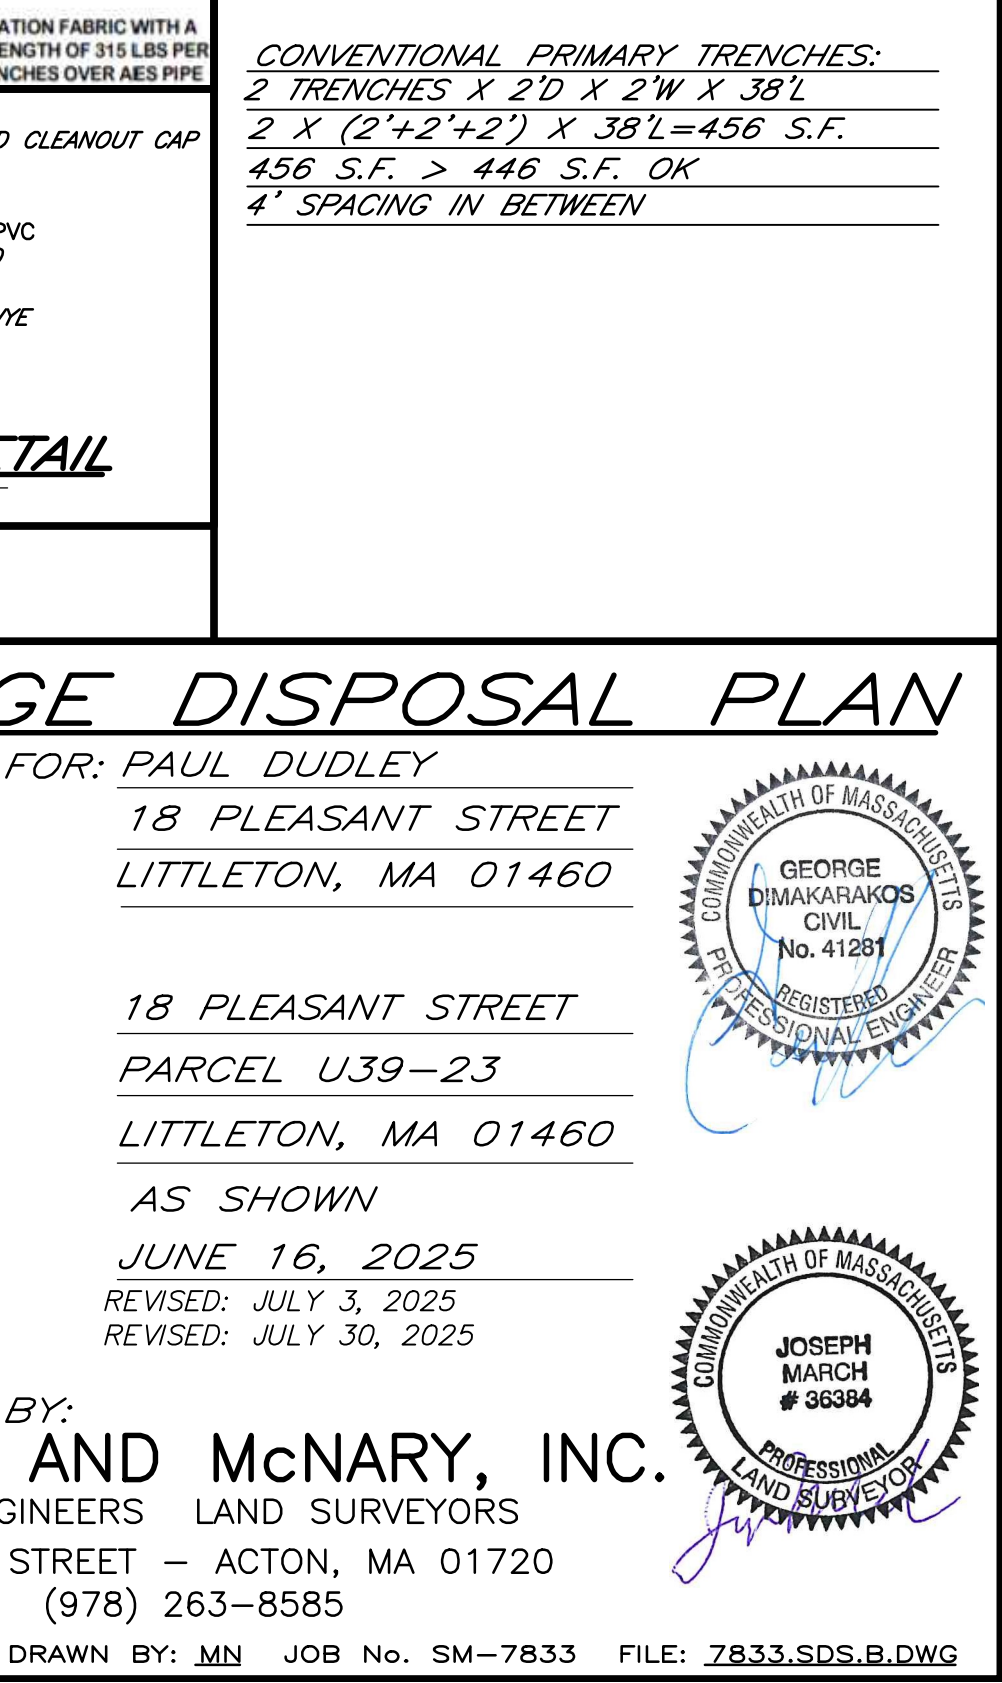 ATION FABRIC WITH A
ENGTH OF 315 LBS PER
NCHES OVER AES PIPE
CLEANOUT CAP
PVC
WYE
ETAIL
CONVENTIONAL PRIMARY TRENCHES:
2 TRENCHES X 2'D X 2'W X 38'L
2 X (2'+2'+2') X 38'L=456 S.F.
456 S.F. > 446 S.F. OK
4' SPACING IN BETWEEN
GE DISPOSAL PLAN
FOR: PAUL DUDLEY
18 PLEASANT STREET
LITTLETON, MA 01460
18 PLEASANT STREET
PARCEL U39-23
LITTLETON, MA 01460
AS SHOWN
JUNE 16, 2025
REVISED: JULY 3, 2025
REVISED: JULY 30, 2025
BY:
AND McNARY, INC.
GINEERS LAND SURVEYORS
STREET - ACTON, MA 01720
(978) 263-8585
DRAWN BY: MN JOB No. SM-7833 FILE: 7833.SDS.B.DWG
COMMONWEALTH OF MASSACHUSETTS
GEORGE
DIMAKARAKOS
CIVIL
No. 41281
REGISTERED
PROFESSIONAL ENGINEER
COMMONWEALTH OF MASSACHUSETTS
JOSEPH
MARCH
# 36384
PROFESSIONAL
LAND SURVEYOR